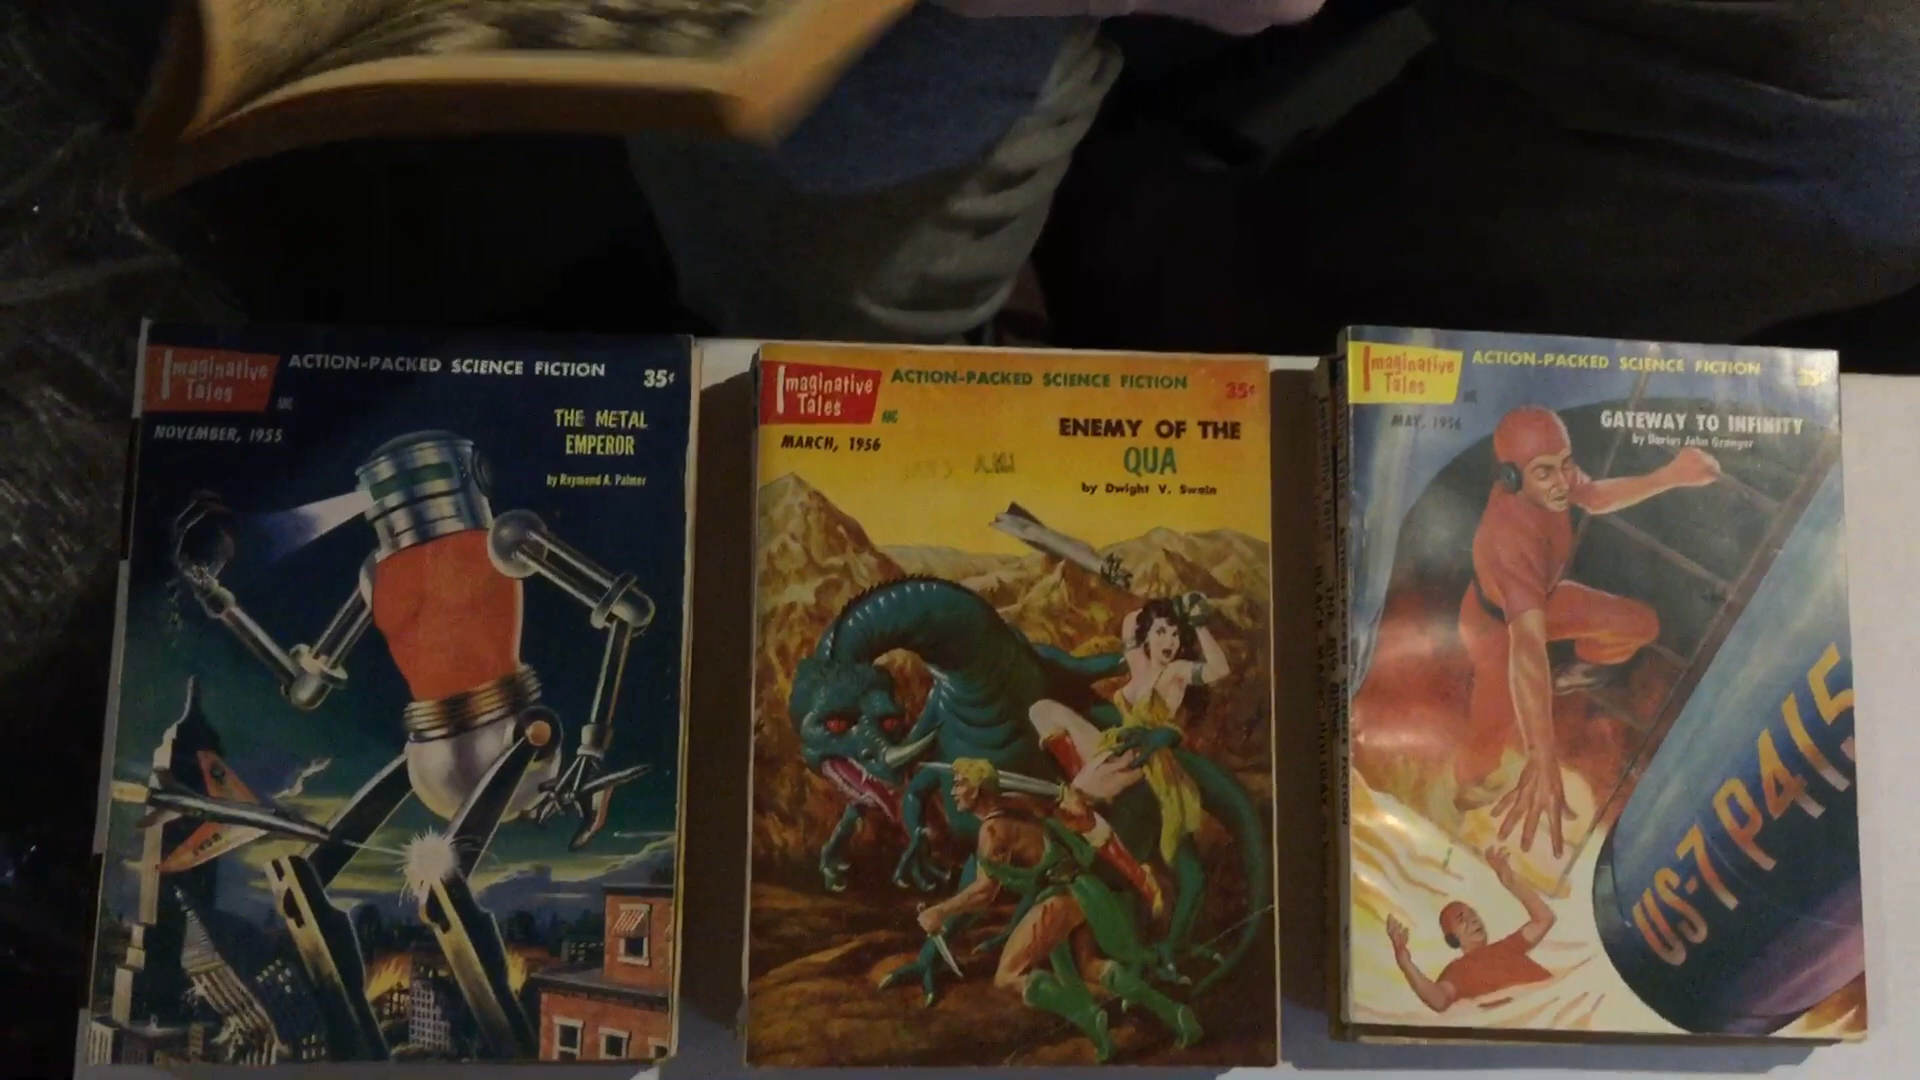 Imaginative
Tales
ACTION-PACKED SCIENCE FICTION
35¢
NOVEMBER, 1955
THE METAL
EMPEROR
by Raymond A. Palmer
Imaginative
Tales
ACTION-PACKED SCIENCE FICTION
35¢
MARCH, 1956
ENEMY OF THE
QUA
by Dwight V. Swain
Imaginative
Tales
ACTION-PACKED SCIENCE FICTION
35¢
MAY, 1956
GATEWAY TO INFINITY
by Darius John Granger
US-7 P415